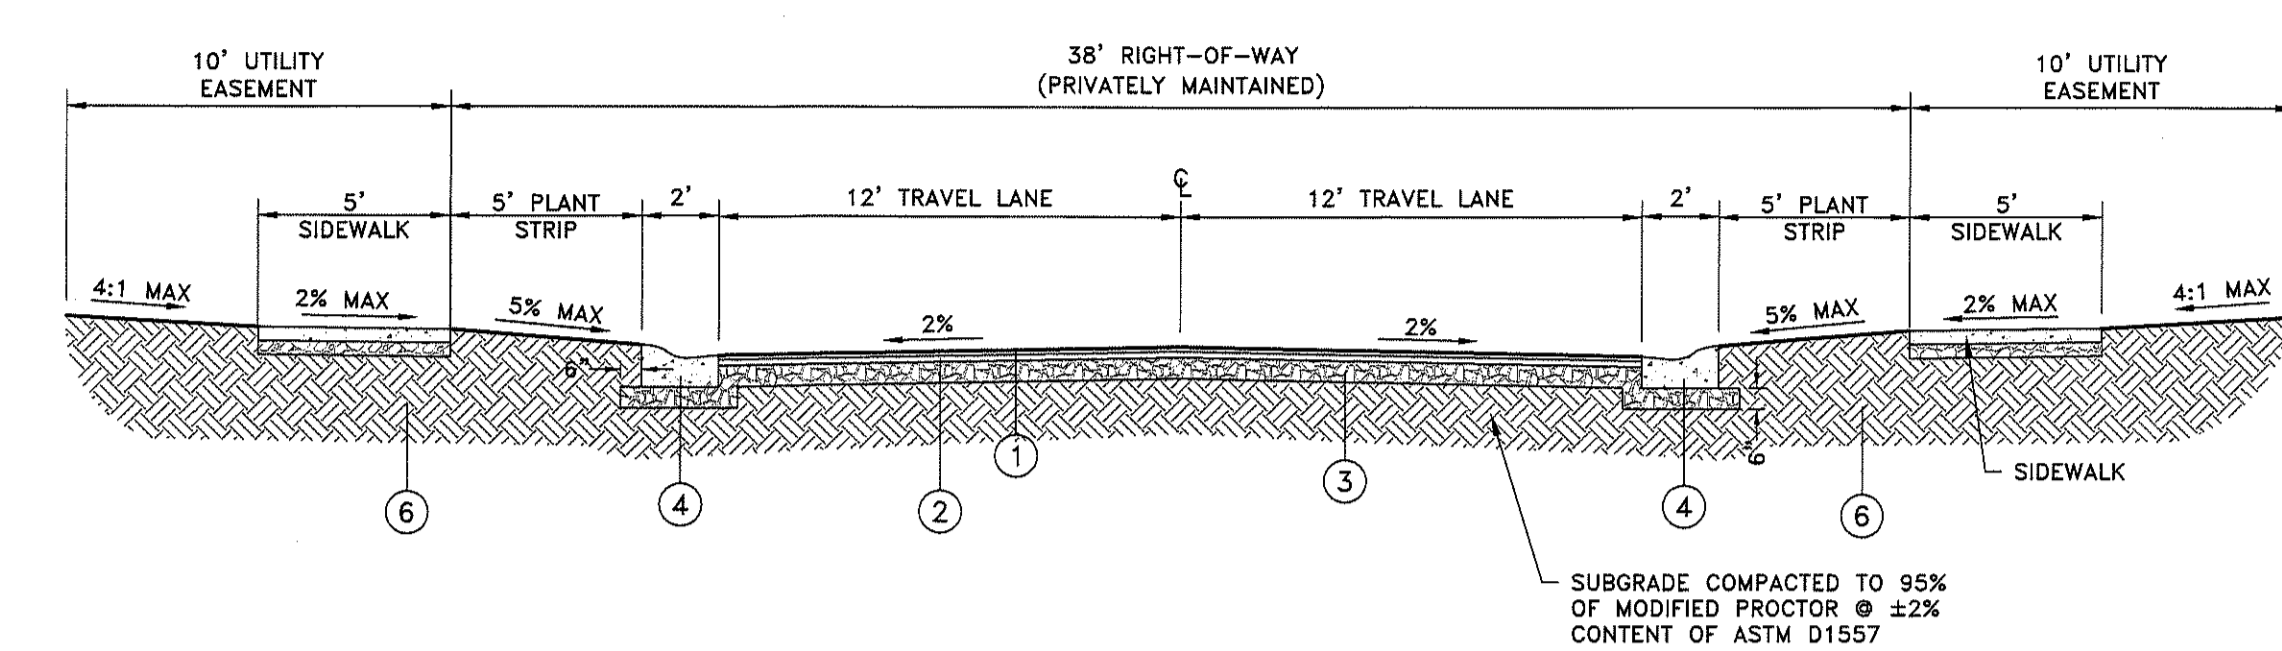 10' UTILITY
EASEMENT
38' RIGHT-OF-WAY
(PRIVATELY MAINTAINED)
10' UTILITY
EASEMENT
5'
SIDEWALK
5' PLANT
STRIP
2'
12' TRAVEL LANE
℄
12' TRAVEL LANE
2'
5' PLANT
STRIP
5'
SIDEWALK
4:1 MAX
2% MAX
5% MAX
2%
2%
5% MAX
2% MAX
4:1 MAX
6"
6"
SIDEWALK
6
4
2
1
3
4
6
SUBGRADE COMPACTED TO 95%
OF MODIFIED PROCTOR @ ±2%
CONTENT OF ASTM D1557